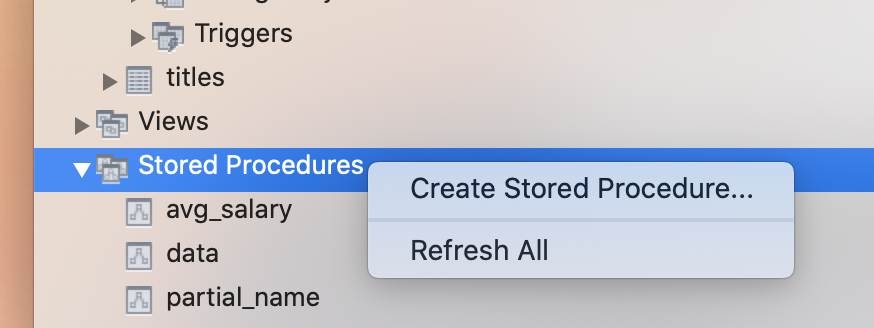 Triggers
titles
Views
Stored Procedures
Create Stored Procedure...
avg_salary
Refresh All
data
partial_name